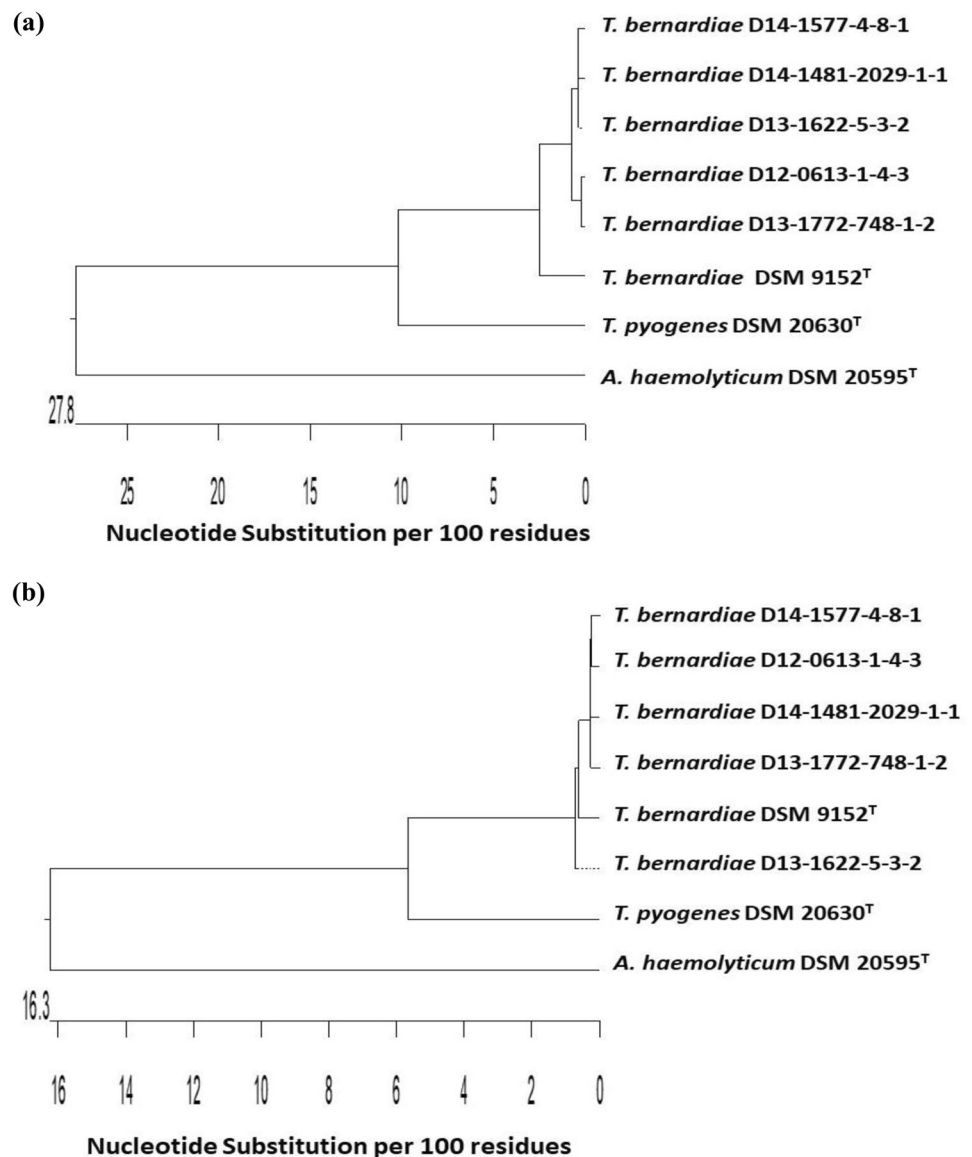 (a)
T. bernardiae D14-1577-4-8-1
T. bernardiae D14-1481-2029-1-1
T. bernardiae D13-1622-5-3-2
T. bernardiae D12-0613-1-4-3
T. bernardiae D13-1772-748-1-2
T. bernardiae DSM 9152ᵀ
T. pyogenes DSM 20630ᵀ
A. haemolyticum DSM 20595ᵀ
27.8
25 20 15 10 5 0
Nucleotide Substitution per 100 residues
(b)
T. bernardiae D14-1577-4-8-1
T. bernardiae D12-0613-1-4-3
T. bernardiae D14-1481-2029-1-1
T. bernardiae D13-1772-748-1-2
T. bernardiae DSM 9152ᵀ
T. bernardiae D13-1622-5-3-2
T. pyogenes DSM 20630ᵀ
A. haemolyticum DSM 20595ᵀ
16.3
16 14 12 10 8 6 4 2 0
Nucleotide Substitution per 100 residues